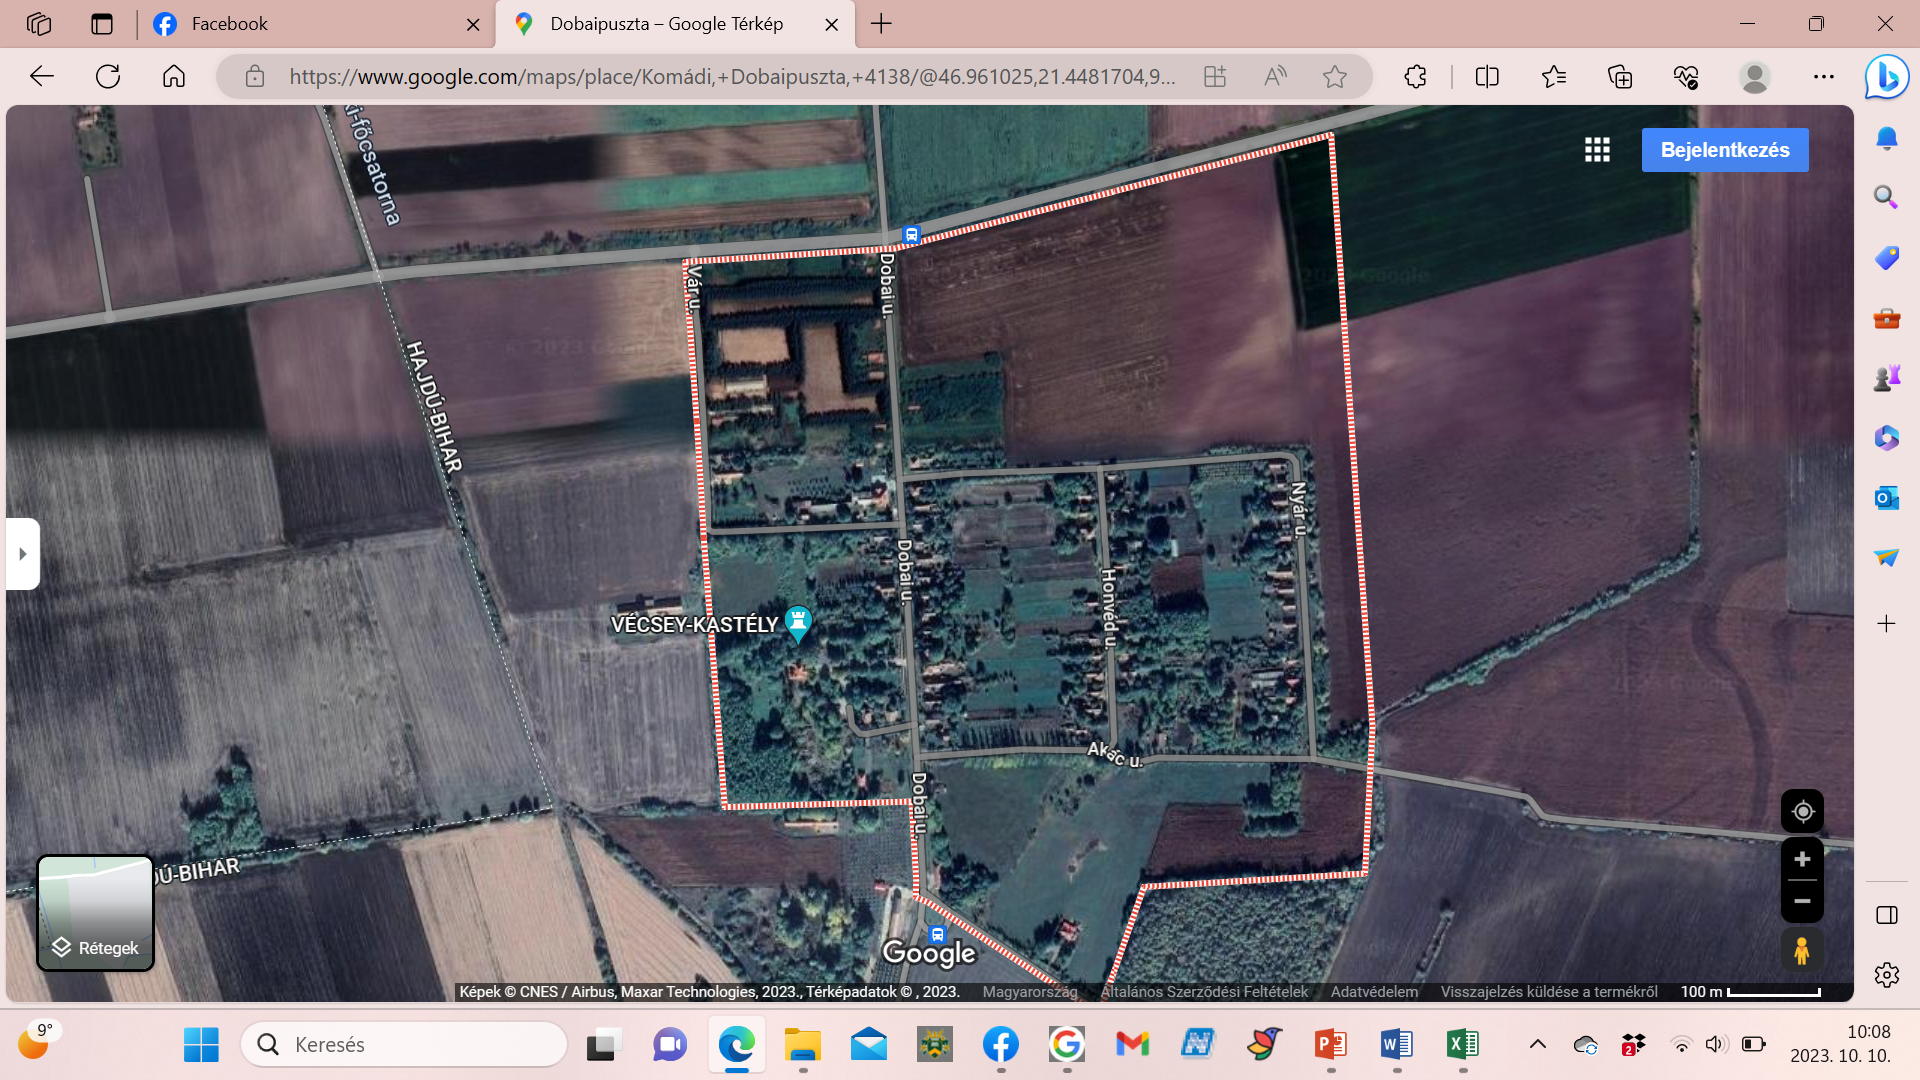 Facebook
Dobaipuszta – Google Térkép
https://www.google.com/maps/place/Komádi,+Dobaipuszta,+4138/@46.961025,21.4481704,9...
Bejelentkezés
i-főcsatorna
Vár u.
Dobai u.
HAJDÚ-BIHAR
Nyár u.
Dobai u.
Honvéd u.
VÉCSEY-KASTÉLY
Akác u.
Dobai u.
DÚ-BIHAR
Rétegek
Google
Képek © CNES / Airbus, Maxar Technologies, 2023., Térképadatok © , 2023.
Magyarország
Általános Szerződési Feltételek
Adatvédelem
Visszajelzés küldése a termékről
100 m
9°
Keresés
2
10:08
2023. 10. 10.